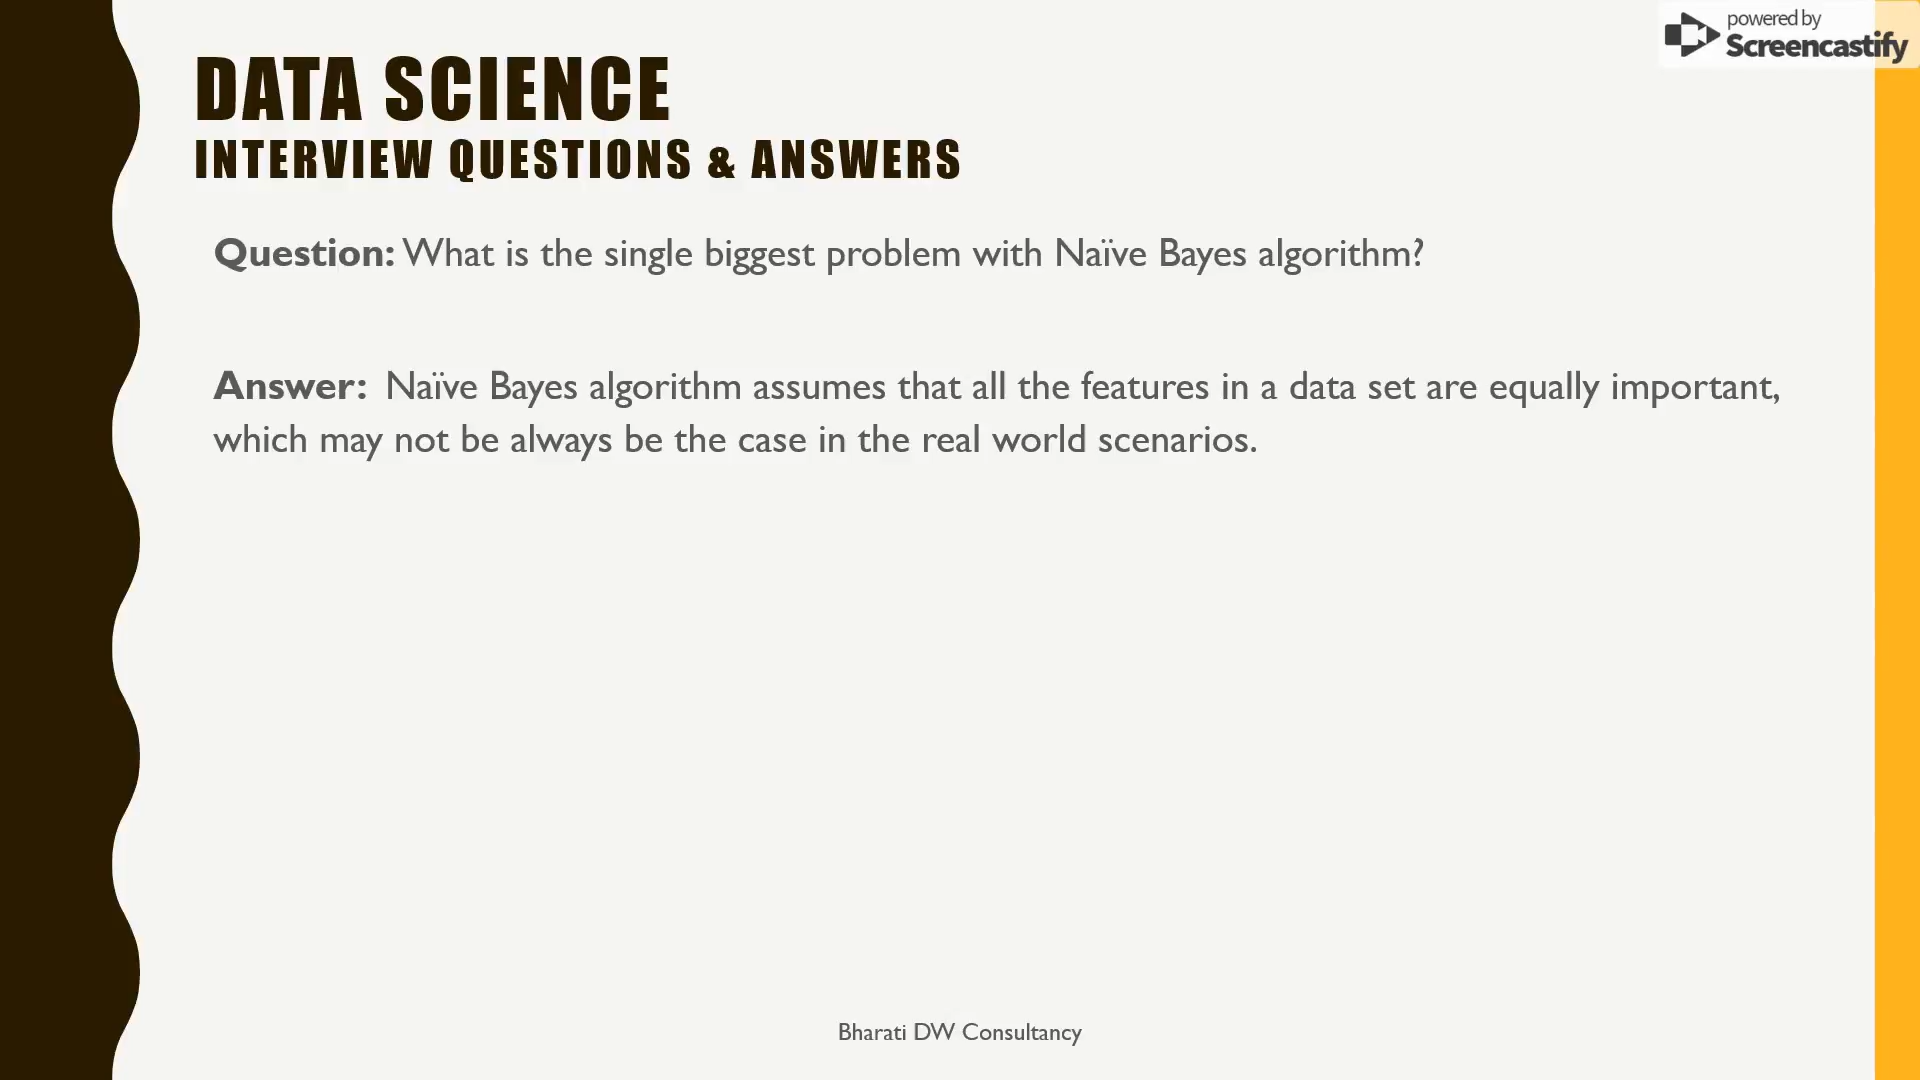 powered by
Screencastify
DATA SCIENCE
INTERVIEW QUESTIONS & ANSWERS
Question: What is the single biggest problem with Naïve Bayes algorithm?
Answer: Naïve Bayes algorithm assumes that all the features in a data set are equally important,
which may not be always be the case in the real world scenarios.
Bharati DW Consultancy